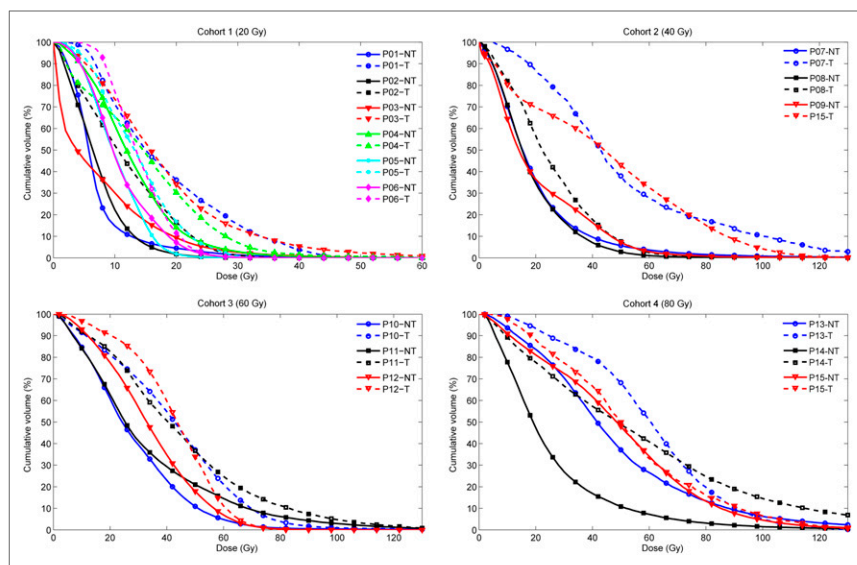 Cohort 1 (20 Gy)
Cumulative volume (%)
100
90
80
70
60
50
40
30
20
10
0
P01−NT
P01−T
P02−NT
P02−T
P03−NT
P03−T
P04−NT
P04−T
P05−NT
P05−T
P06−NT
P06−T
0 10 20 30 40 50 60
Dose (Gy)
Cohort 2 (40 Gy)
Cumulative volume (%)
100
90
80
70
60
50
40
30
20
10
0
P07-NT
P07-T
P08-NT
P08-T
P09-NT
P15-T
0 20 40 60 80 100 120
Dose (Gy)
Cohort 3 (60 Gy)
Cumulative volume (%)
100
90
80
70
60
50
40
30
20
10
0
P10−NT
P10−T
P11−NT
P11−T
P12−NT
P12−T
0 20 40 60 80 100 120
Dose (Gy)
Cohort 4 (80 Gy)
Cumulative volume (%)
100
90
80
70
60
50
40
30
20
10
0
P13-NT
P13-T
P14-NT
P14-T
P15-NT
P15-T
0 20 40 60 80 100 120
Dose (Gy)